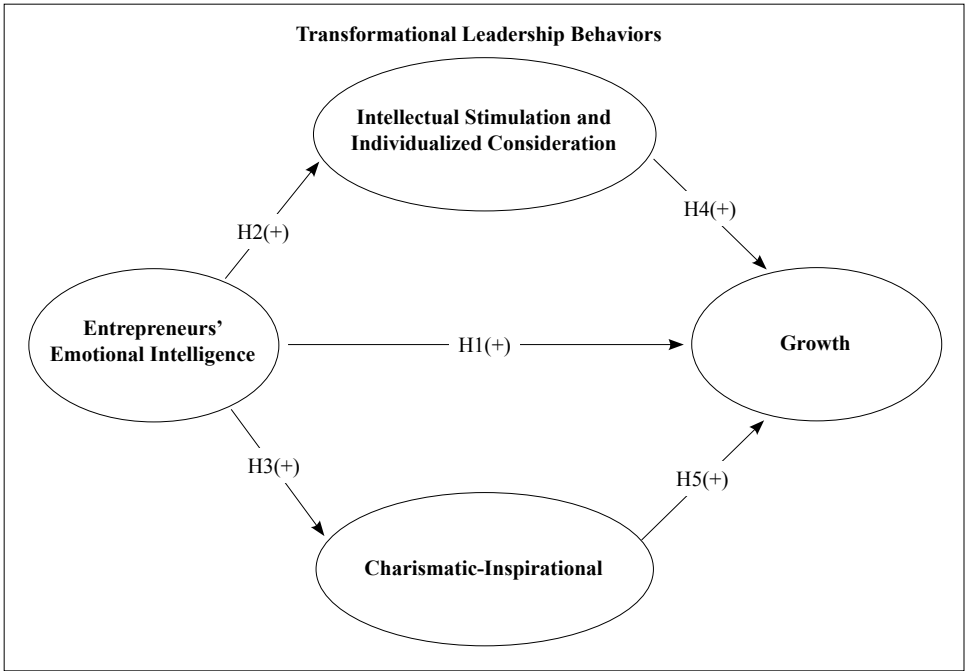 Transformational Leadership Behaviors
Intellectual Stimulation and
Individualized Consideration
H2(+)
H4(+)
Entrepreneurs’
Emotional Intelligence
H1(+)
Growth
H3(+)
H5(+)
Charismatic-Inspirational